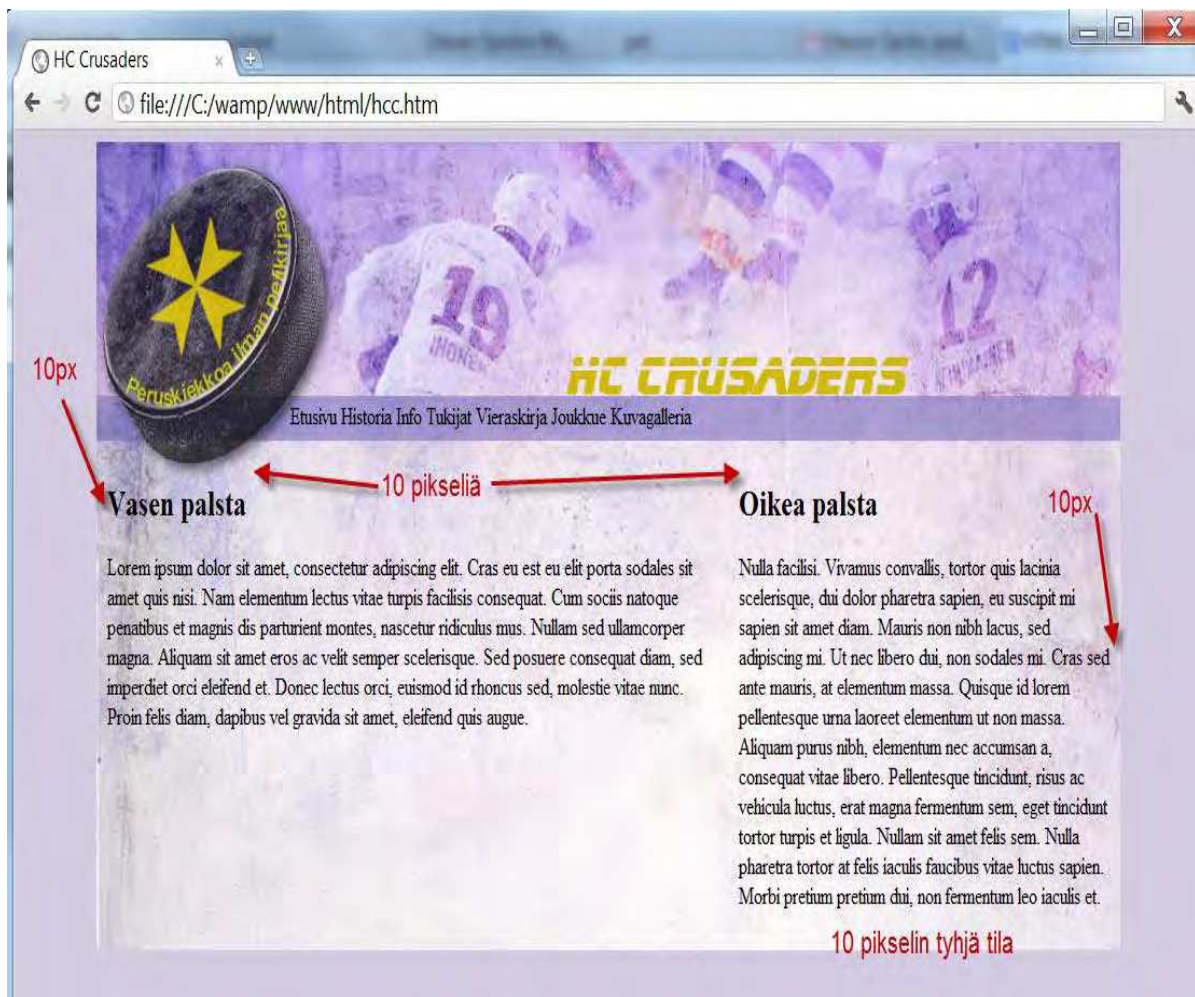 HC Crusaders
file:///C:/wamp/www/html/hcc.htm
Peruskiekkoa ilman pelikirjaa
19
12
HC CRUSADERS
Etusivu Historia Info Tukijat Vieraskirja Joukkue Kuvagalleria
10px
10 pikseliä
10px
Vasen palsta
Lorem ipsum dolor sit amet, consectetur adipiscing elit. Cras eu est eu elit porta sodales sit
amet quis nisi. Nam elementum lectus vitae turpis facilisis consequat. Cum sociis natoque
penatibus et magnis dis parturient montes, nascetur ridiculus mus. Nullam sed ullamcorper
magna. Aliquam sit amet eros ac velit semper scelerisque. Sed posuere consequat diam, sed
imperdiet orci eleifend et. Donec lectus orci, euismod id rhoncus sed, molestie vitae nunc.
Proin felis diam, dapibus vel gravida sit amet, eleifend quis augue.
Oikea palsta
Nulla facilisi. Vivamus convallis, tortor quis lacinia
scelerisque, dui dolor pharetra sapien, eu suscipit mi
sapien sit amet diam. Mauris non nibh lacus, sed
adipiscing mi. Ut nec libero dui, non sodales mi. Cras sed
ante mauris, at elementum massa. Quisque id lorem
pellentesque urna laoreet elementum ut non massa.
Aliquam purus nibh, elementum nec accumsan a,
consequat vitae libero. Pellentesque tincidunt, risus ac
vehicula luctus, erat magna fermentum sem, eget tincidunt
tortor turpis et ligula. Nullam sit amet felis sem. Nulla
pharetra tortor at felis iaculis faucibus vitae luctus sapien.
Morbi pretium pretium dui, non fermentum leo iaculis et.
10 pikselin tyhjä tila